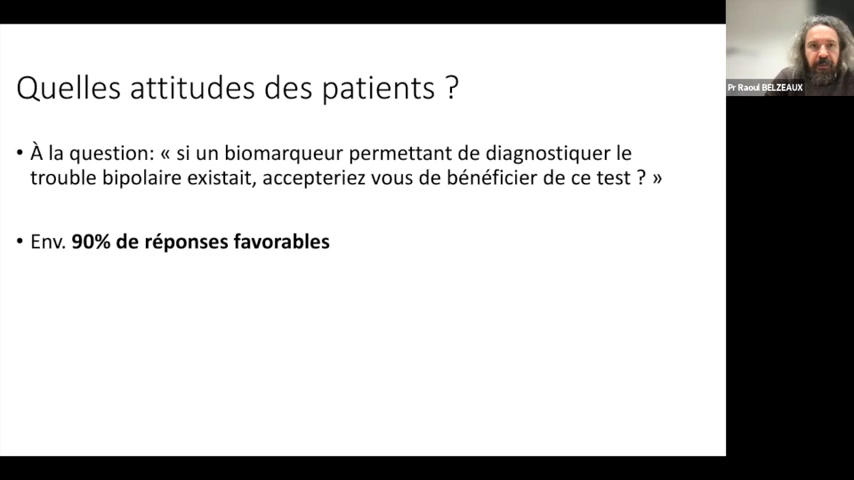 Quelles attitudes des patients ?
• À la question: « si un biomarqueur permettant de diagnostiquer le
trouble bipolaire existait, accepteriez vous de bénéficier de ce test ? »
• Env. 90% de réponses favorables
Pr Raoul BELZEAUX